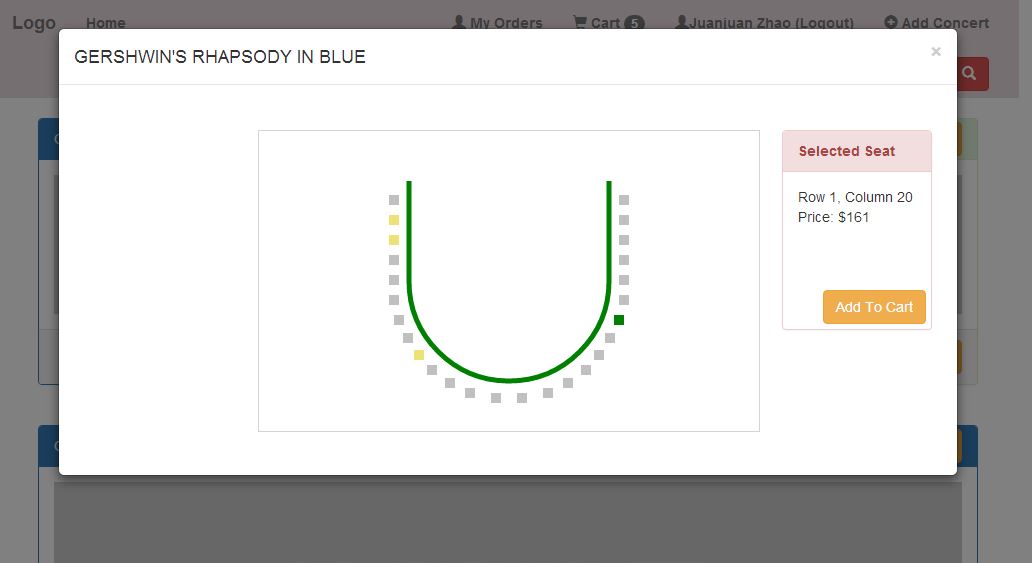 Logo Home My Orders Cart 5 Juanjuan Zhao (Logout) Add Concert
GERSHWIN'S RHAPSODY IN BLUE ×
Selected Seat
Row 1, Column 20
Price: $161
Add To Cart